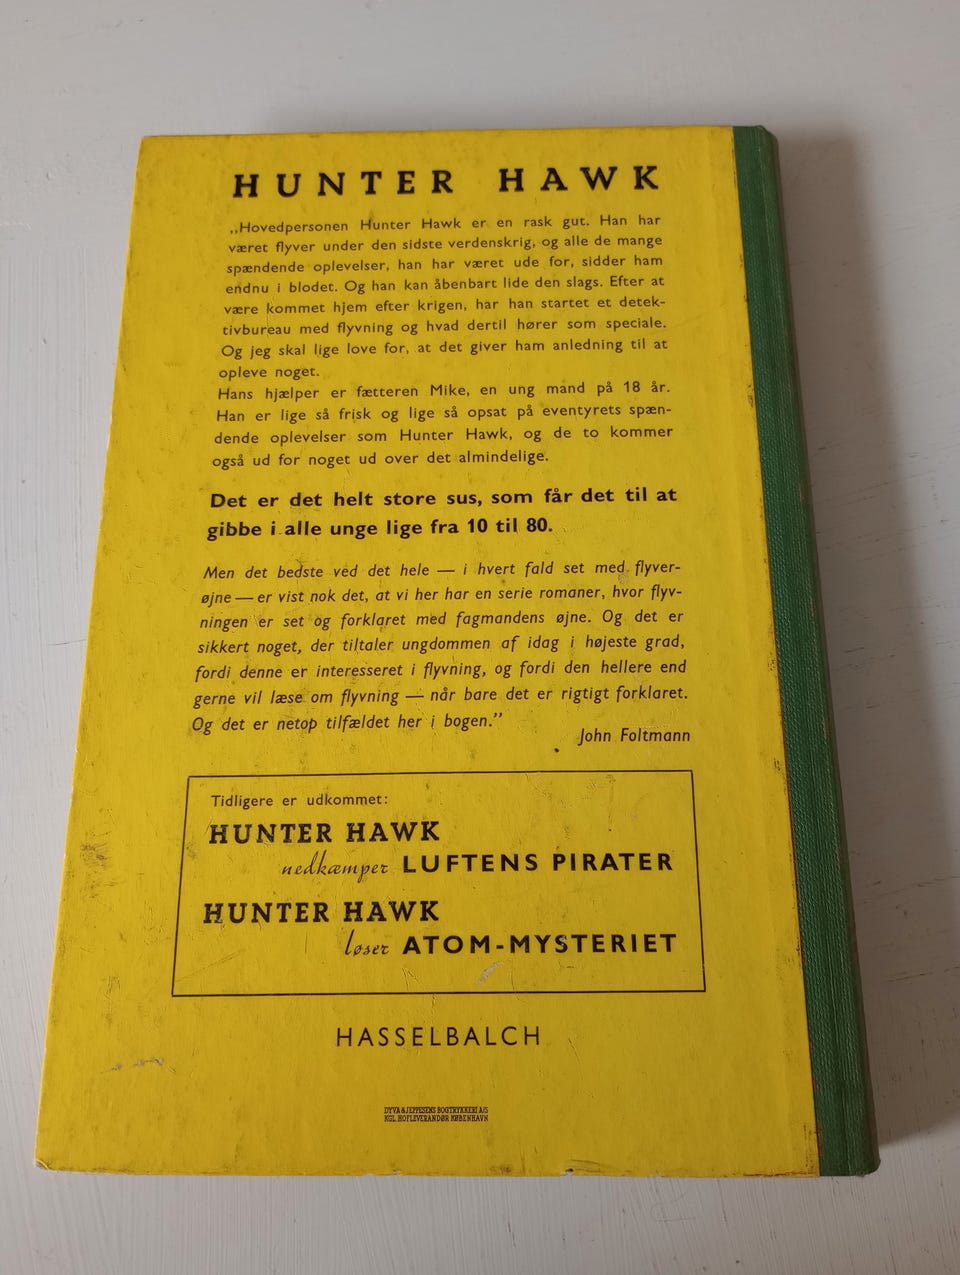 HUNTER HAWK
„Hovedpersonen Hunter Hawk er en rask gut. Han har
været flyver under den sidste verdenskrig, og alle de mange
spændende oplevelser, han har været ude for, sidder ham
endnu i blodet. Og han kan åbenbart lide den slags. Efter at
være kommet hjem efter krigen, har han startet et detek-
tivbureau med flyvning og hvad dertil hører som speciale.
Og jeg skal lige love for, at det giver ham anledning til at
opleve noget.
Hans hjælper er fætteren Mike, en ung mand på 18 år.
Han er lige så frisk og lige så opsat på eventyrets spæn-
dende oplevelser som Hunter Hawk, og de to kommer
også ud for noget ud over det almindelige.
Det er det helt store sus, som får det til at
gibbe i alle unge lige fra 10 til 80.
Men det bedste ved det hele — i hvert fald set med flyver-
øjne — er vist nok det, at vi her har en serie romaner, hvor flyv-
ningen er set og forklaret med fagmandens øjne. Og det er
sikkert noget, der tiltaler ungdommen af idag i højeste grad,
fordi denne er interesseret i flyvning, og fordi den hellere end
gerne vil læse om flyvning — når bare det er rigtigt forklaret.
Og det er netop tilfældet her i bogen.”
John Foltmann
Tidligere er udkommet:
HUNTER HAWK
nedkæmper LUFTENS PIRATER
HUNTER HAWK
løser ATOM-MYSTERIET
HASSELBALCH
DYVA & JEPPESENS BOGTRYKKERI A/S
KGL. HOFLEVERANDØR KØBENHAVN